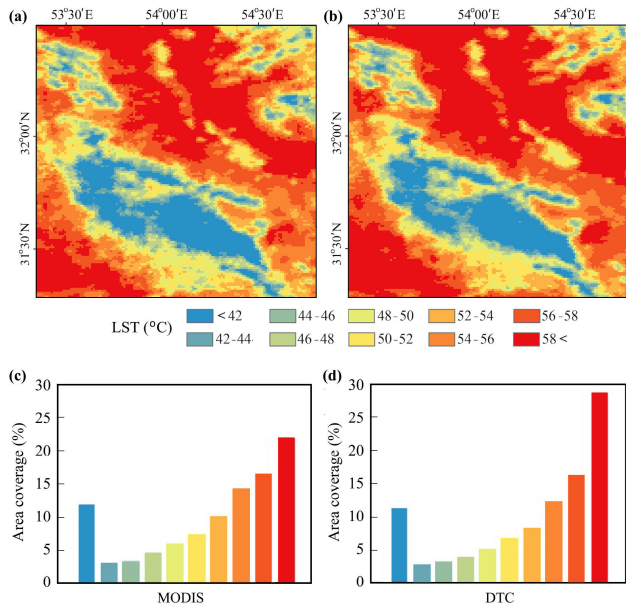 (a)
53°30′E
54°00′E
54°30′E
(b)
53°30′E
54°00′E
54°30′E
32°00′N
31°30′N
32°00′N
31°30′N
LST (°C)
<42
44-46
48-50
52-54
56-58
42-44
46-48
50-52
54-56
58<
(c)
30
25
20
15
10
5
0
Area coverage (%)
MODIS
(d)
30
25
20
15
10
5
0
Area coverage (%)
DTC